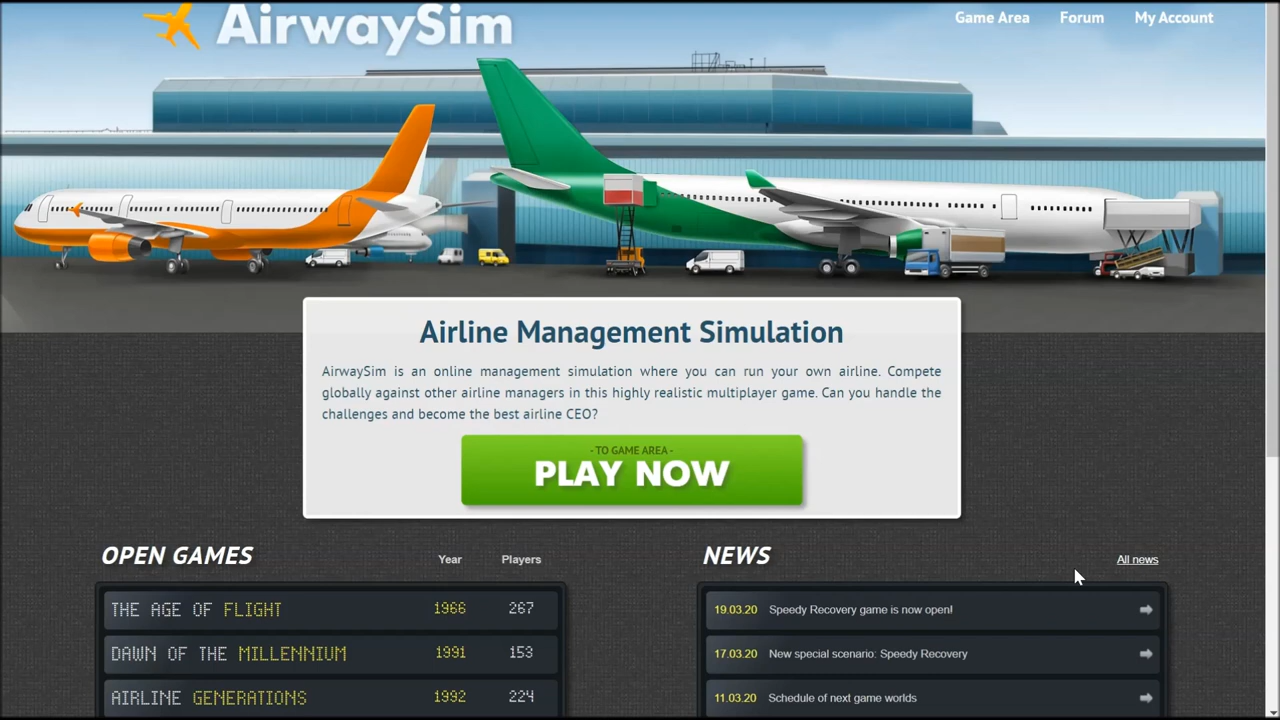 AirwaySim
Game Area Forum My Account
Airline Management Simulation
AirwaySim is an online management simulation where you can run your own airline. Compete
globally against other airline managers in this highly realistic multiplayer game. Can you handle the
challenges and become the best airline CEO?
- TO GAME AREA -
PLAY NOW
OPEN GAMES Year Players
THE AGE OF FLIGHT 1966 267
DAWN OF THE MILLENNIUM 1991 153
AIRLINE GENERATIONS 1992 224
NEWS All news
19.03.20 Speedy Recovery game is now open!
17.03.20 New special scenario: Speedy Recovery
11.03.20 Schedule of next game worlds